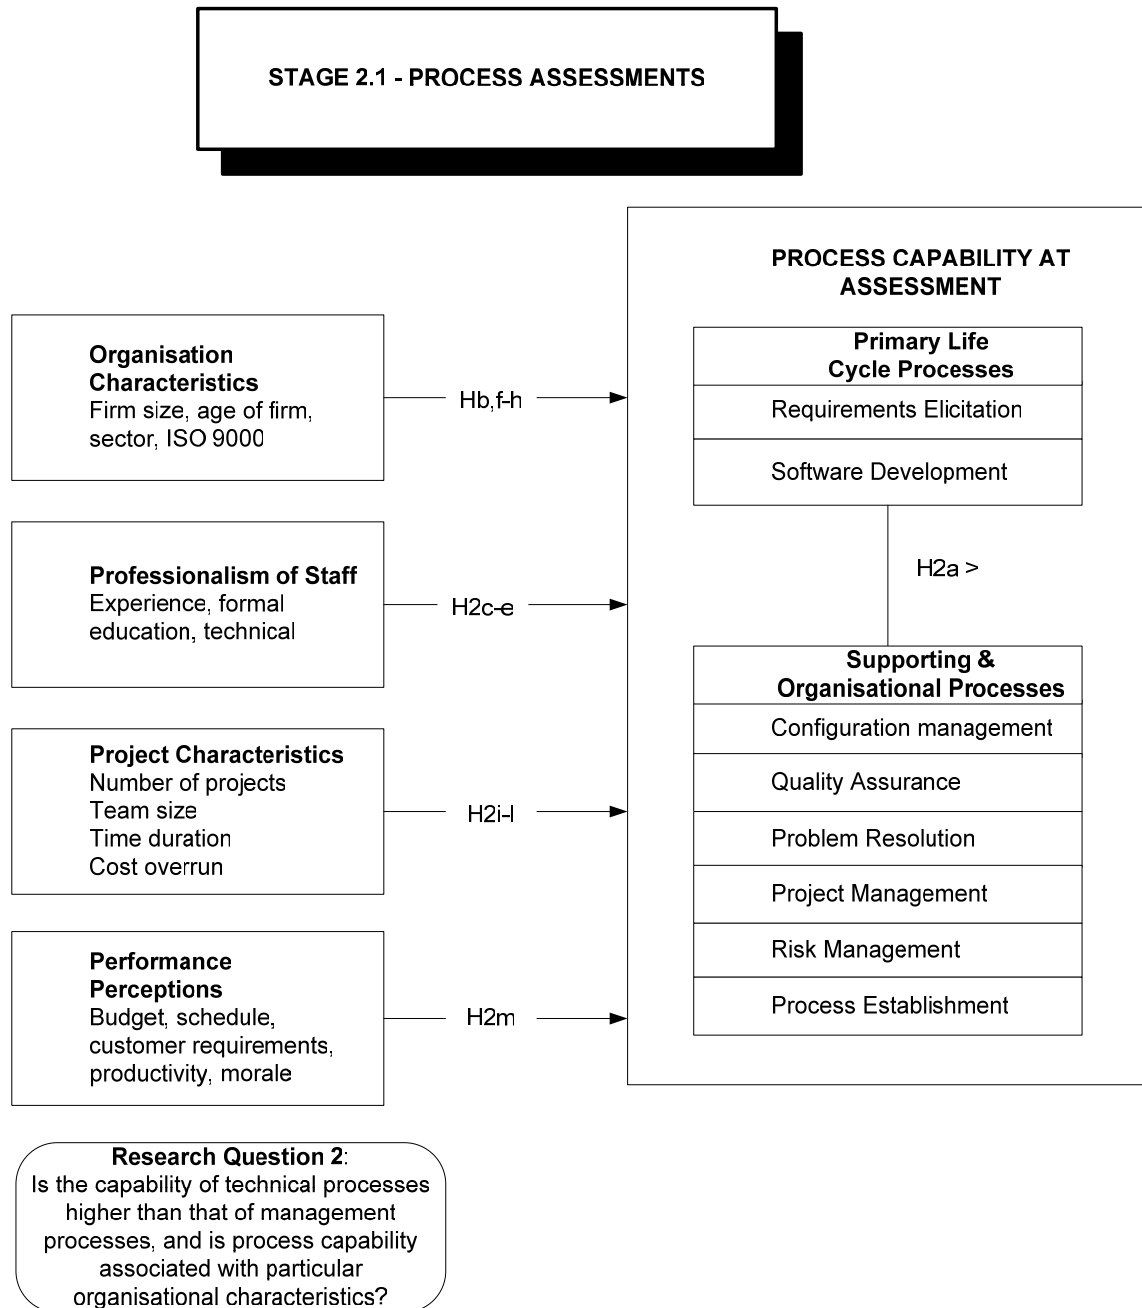 STAGE 2.1 - PROCESS ASSESSMENTS
Organisation
Characteristics
Firm size, age of firm,
sector, ISO 9000
Hb,f-h
Professionalism of Staff
Experience, formal
education, technical
H2c-e
Project Characteristics
Number of projects
Team size
Time duration
Cost overrun
H2i-l
Performance
Perceptions
Budget, schedule,
customer requirements,
productivity, morale
H2m
PROCESS CAPABILITY AT
ASSESSMENT
Primary Life
Cycle Processes
Requirements Elicitation
Software Development
H2a >
Supporting &
Organisational Processes
Configuration management
Quality Assurance
Problem Resolution
Project Management
Risk Management
Process Establishment
Research Question 2:
Is the capability of technical processes
higher than that of management
processes, and is process capability
associated with particular
organisational characteristics?